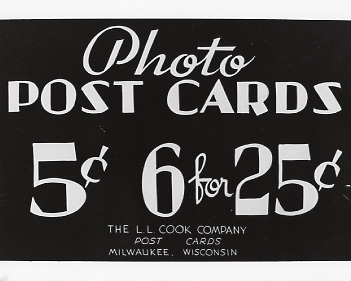 Photo
POST CARDS
5¢ 6 for 25¢
THE L. L. COOK COMPANY
POST CARDS
MILWAUKEE, WISCONSIN